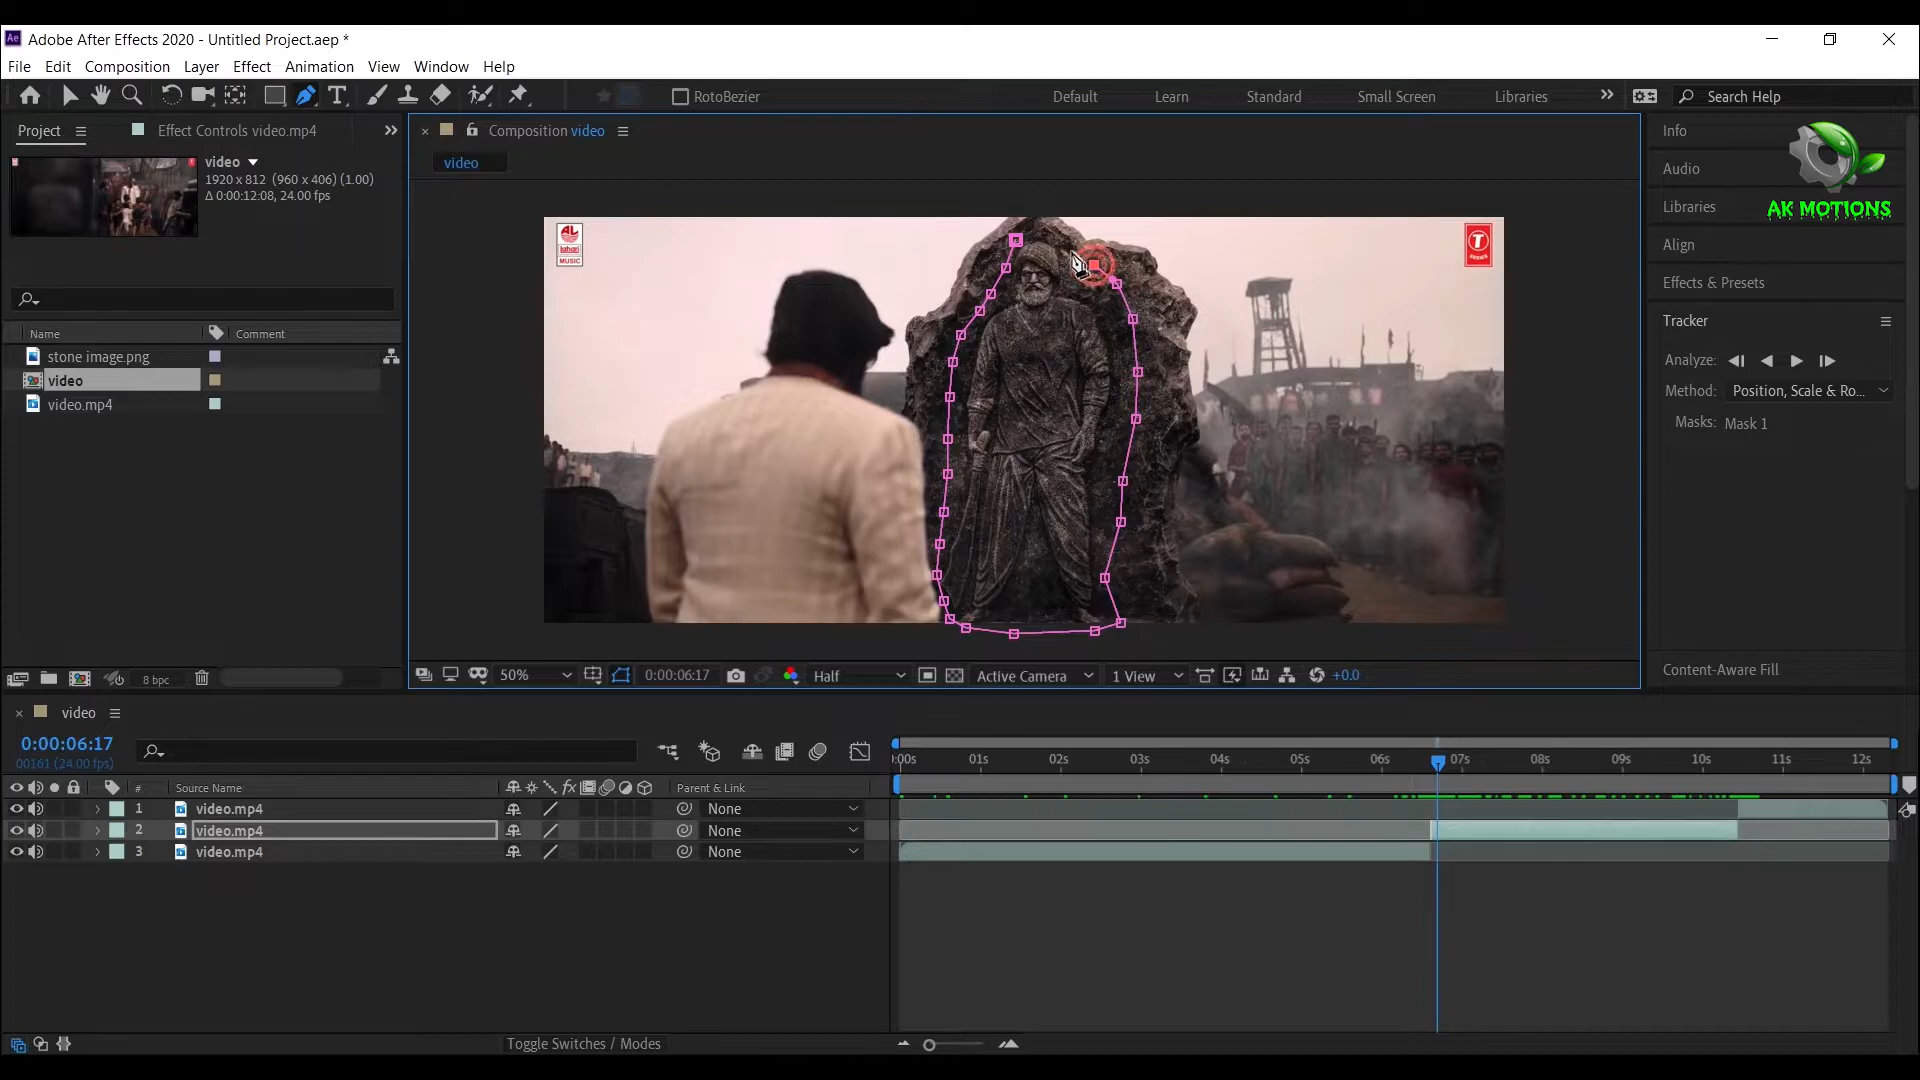 Ae Adobe After Effects 2020 - Untitled Project.aep *
File Edit Composition Layer Effect Animation View Window Help
RotoBezier Default Learn Standard Small Screen Libraries Search Help
Project Effect Controls video.mp4
Composition video
video
video
1920 x 812 (960 x 406) (1.00)
Δ 0:00:12:08, 24.00 fps
Name Comment
stone image.png
video
video.mp4
AL
lahari
MUSIC
T
SERIES
50% 0:00:06:17 Half Active Camera 1 View +0.0
8 bpc
Info
Audio
Libraries
Align
Effects & Presets
Tracker
Analyze:
Method: Position, Scale & Ro...
Masks: Mask 1
Content-Aware Fill
AK MOTIONS
video
0:00:06:17
00161 (24.00 fps)
:00s 01s 02s 03s 04s 05s 06s 07s 08s 09s 10s 11s 12s
# Source Name fx Parent & Link
1 video.mp4 None
2 video.mp4 None
3 video.mp4 None
Toggle Switches / Modes